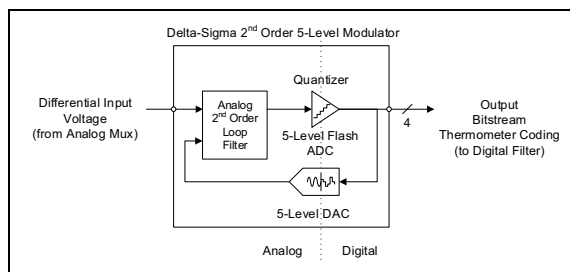 Delta-Sigma 2nd Order 5-Level Modulator
Quantizer
Differential Input
Voltage
(from Analog Mux)
Analog
2nd Order
Loop
Filter
4
Output
Bitstream
Thermometer Coding
(to Digital Filter)
5-Level Flash
ADC
5-Level DAC
Analog
Digital